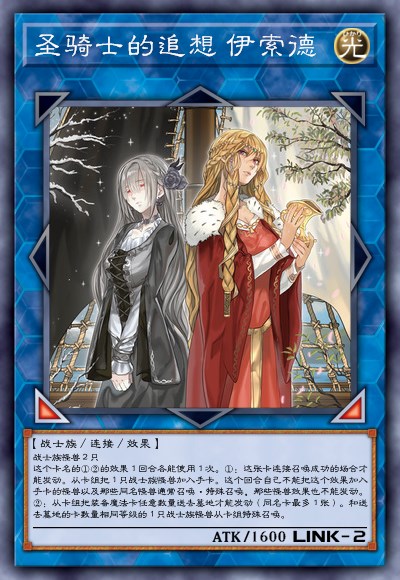 圣骑士的追想 伊索德
ひかり
光
【战士族/连接/效果】
战士族怪兽2只
这个卡名的①②的效果1回合各能使用1次。①：这张卡连接召唤成功的场合才
能发动。从卡组把1只战士族怪兽加入手卡。这个回合自己不能把这个效果加入
手卡的怪兽以及那些同名怪兽通常召唤·特殊召唤，那些怪兽效果也不能发动。
②：从卡组把装备魔法卡任意数量送去墓地才能发动（同名卡最多1张）。和送
去墓地的卡数量相同等级的1只战士族怪兽从卡组特殊召唤。
ATK/1600 LINK-2